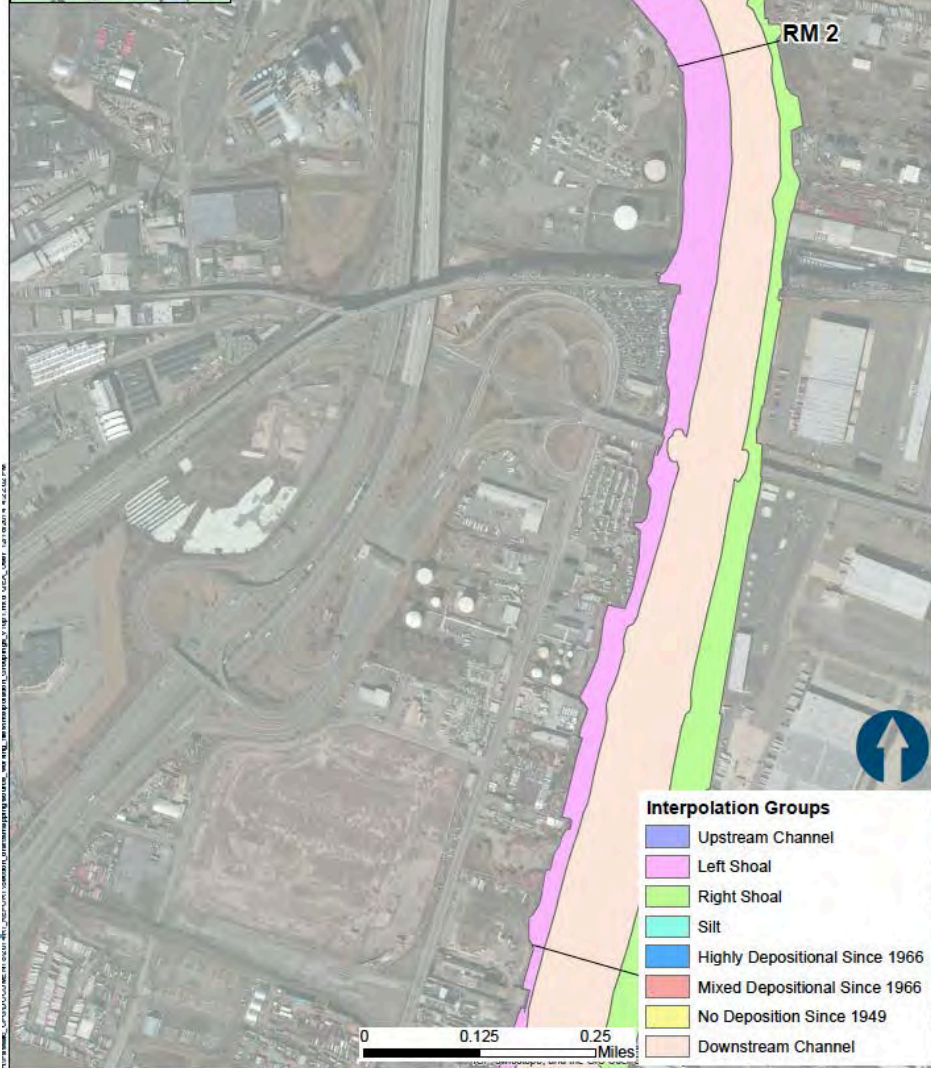 RM 2
Interpolation Groups
Upstream Channel
Left Shoal
Right Shoal
Silt
Highly Depositional Since 1966
Mixed Depositional Since 1966
No Deposition Since 1949
Downstream Channel
0 0.125 0.25
Miles